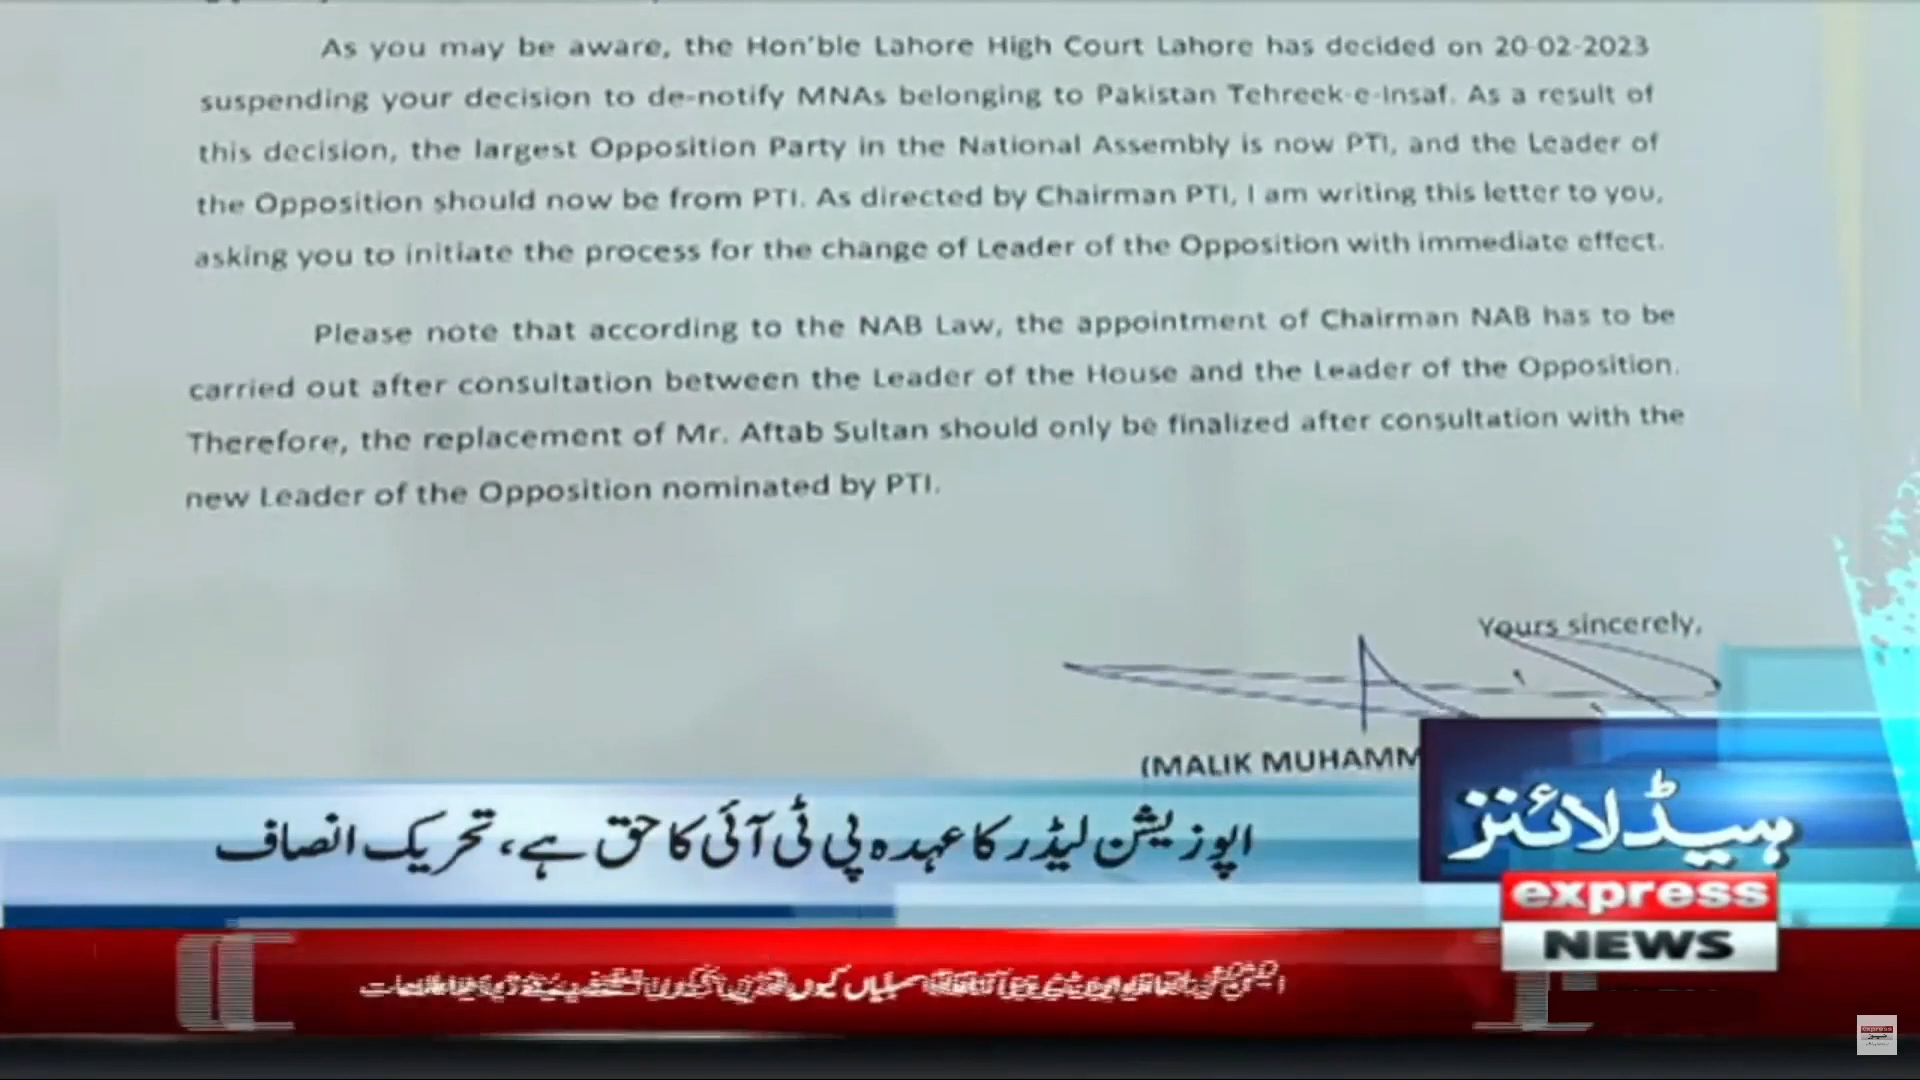 As you may be aware, the Hon'ble Lahore High Court Lahore has decided on 20-02-2023
suspending your decision to de-notify MNAs belonging to Pakistan Tehreek-e-Insaf. As a result of
this decision, the largest Opposition Party in the National Assembly is now PTI, and the Leader of
the Opposition should now be from PTI. As directed by Chairman PTI, I am writing this letter to you,
asking you to initiate the process for the change of Leader of the Opposition with immediate effect.
Please note that according to the NAB Law, the appointment of Chairman NAB has to be
carried out after consultation between the Leader of the House and the Leader of the Opposition.
Therefore, the replacement of Mr. Aftab Sultan should only be finalized after consultation with the
new Leader of the Opposition nominated by PTI.
Yours sincerely,
(MALIK MUHAMM
اپوزیشن لیڈر کا عہدہ پی ٹی آئی کا حق ہے، تحریک انصاف
ہیڈلائنز
express
NEWS